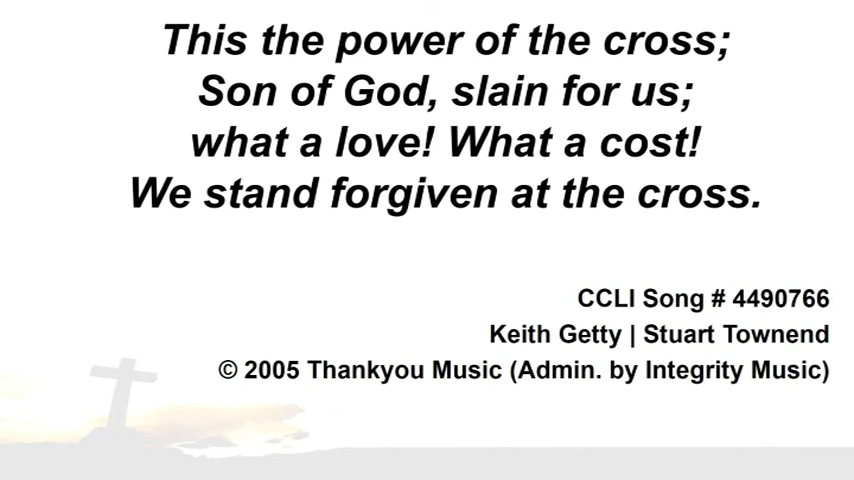 This the power of the cross;
Son of God, slain for us;
what a love! What a cost!
We stand forgiven at the cross.
CCLI Song # 4490766
Keith Getty | Stuart Townend
© 2005 Thankyou Music (Admin. by Integrity Music)